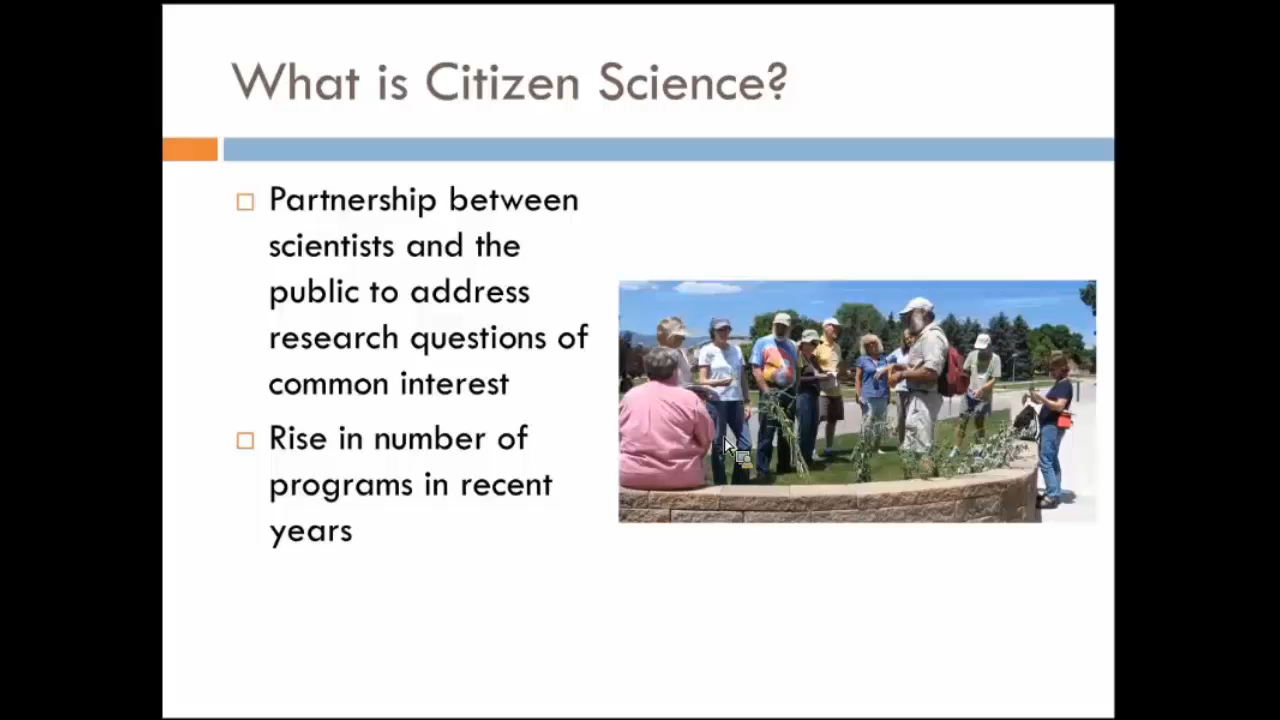 What is Citizen Science?
Partnership between
scientists and the
public to address
research questions of
common interest
Rise in number of
programs in recent
years